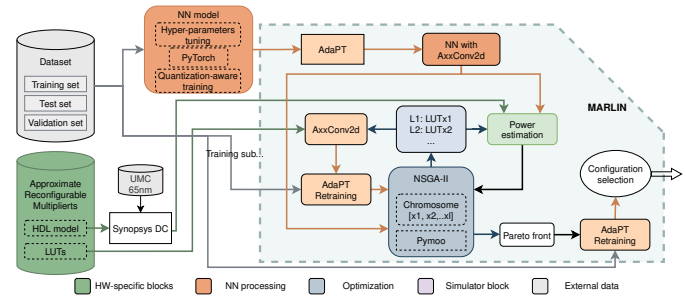 NN model
Hyper-parameters
tuning
PyTorch
Quantization-aware
training
Dataset
Training set
Test set
Validation set
AdaPT
NN with
AxxConv2d
MARLIN
AxxConv2d
L1: LUTx1
L2: LUTx2
...
Power
estimation
Training sub...
AdaPT
Retraining
NSGA-II
Chromosome
[x1, x2,..xl]
Pymoo
Configuration
selection
Approximate
Reconfigurable
Multiplierts
HDL model
LUTs
UMC
65nm
Synopsys DC
Pareto front
AdaPT
Retraining
HW-specific blocks
NN processing
Optimization
Simulator block
External data